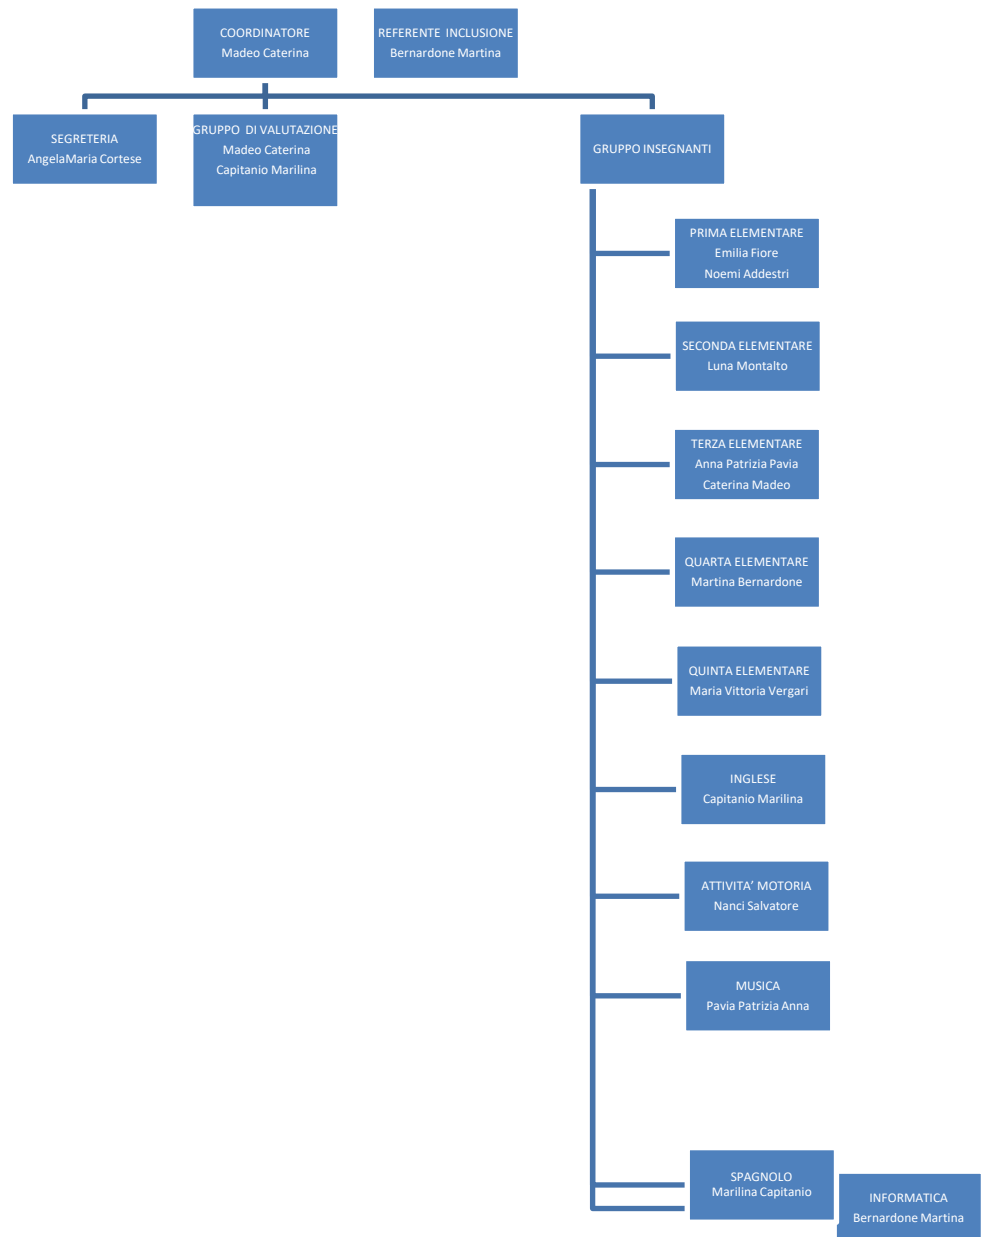 COORDINATORE
Madeo Caterina
REFERENTE INCLUSIONE
Bernardone Martina
SEGRETERIA
AngelaMaria Cortese
GRUPPO DI VALUTAZIONE
Madeo Caterina
Capitanio Marilina
GRUPPO INSEGNANTI
PRIMA ELEMENTARE
Emilia Fiore
Noemi Addestri
SECONDA ELEMENTARE
Luna Montalto
TERZA ELEMENTARE
Anna Patrizia Pavia
Caterina Madeo
QUARTA ELEMENTARE
Martina Bernardone
QUINTA ELEMENTARE
Maria Vittoria Vergari
INGLESE
Capitanio Marilina
ATTIVITA’ MOTORIA
Nanci Salvatore
MUSICA
Pavia Patrizia Anna
SPAGNOLO
Marilina Capitanio
INFORMATICA
Bernardone Martina